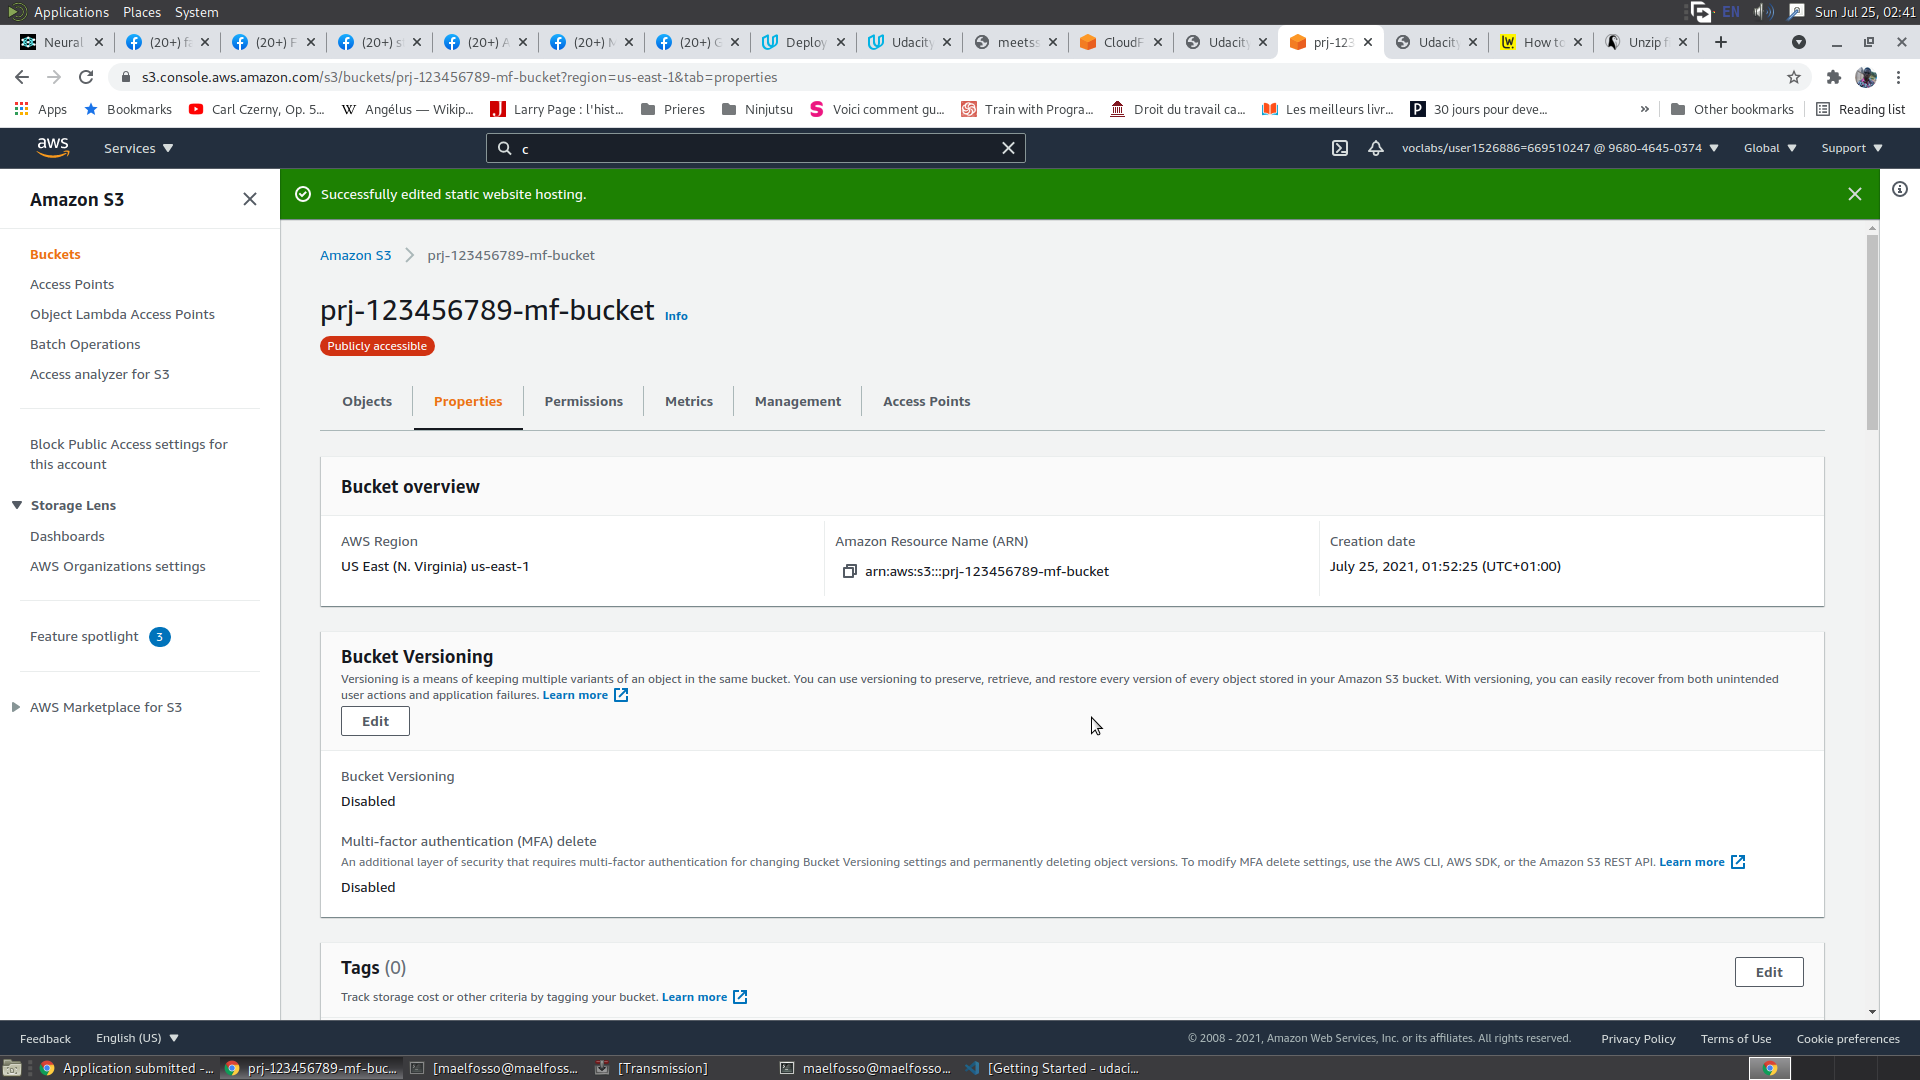 Applications Places System EN Sun Jul 25, 02:41
Neural (20+) fa (20+) F (20+) st (20+) A (20+) M (20+) G Deploy Udacity meetss CloudF Udacity prj-123 Udacity How to Unzip f
s3.console.aws.amazon.com/s3/buckets/prj-123456789-mf-bucket?region=us-east-1&tab=properties
Apps Bookmarks Carl Czerny, Op. 5... Angélus — Wikip... Larry Page : l'hist... Prieres Ninjutsu Voici comment gu... Train with Progra... Droit du travail ca... Les meilleurs livr... 30 jours pour deve... » Other bookmarks Reading list
aws Services c voclabs/user1526886=669510247 @ 9680-4645-0374 Global Support
Amazon S3
Buckets
Access Points
Object Lambda Access Points
Batch Operations
Access analyzer for S3
Block Public Access settings for
this account
Storage Lens
Dashboards
AWS Organizations settings
Feature spotlight 3
AWS Marketplace for S3
Successfully edited static website hosting.
Amazon S3 prj-123456789-mf-bucket
prj-123456789-mf-bucket Info
Publicly accessible
Objects Properties Permissions Metrics Management Access Points
Bucket overview
AWS Region
US East (N. Virginia) us-east-1
Amazon Resource Name (ARN)
arn:aws:s3:::prj-123456789-mf-bucket
Creation date
July 25, 2021, 01:52:25 (UTC+01:00)
Bucket Versioning
Versioning is a means of keeping multiple variants of an object in the same bucket. You can use versioning to preserve, retrieve, and restore every version of every object stored in your Amazon S3 bucket. With versioning, you can easily recover from both unintended
user actions and application failures. Learn more
Edit
Bucket Versioning
Disabled
Multi-factor authentication (MFA) delete
An additional layer of security that requires multi-factor authentication for changing Bucket Versioning settings and permanently deleting object versions. To modify MFA delete settings, use the AWS CLI, AWS SDK, or the Amazon S3 REST API. Learn more
Disabled
Tags (0)
Edit
Track storage cost or other criteria by tagging your bucket. Learn more
Feedback English (US) © 2008 - 2021, Amazon Web Services, Inc. or its affiliates. All rights reserved. Privacy Policy Terms of Use Cookie preferences
Application submitted -... prj-123456789-mf-buc... [maelfosso@maelfoss... [Transmission] maelfosso@maelfosso... [Getting Started - udaci...